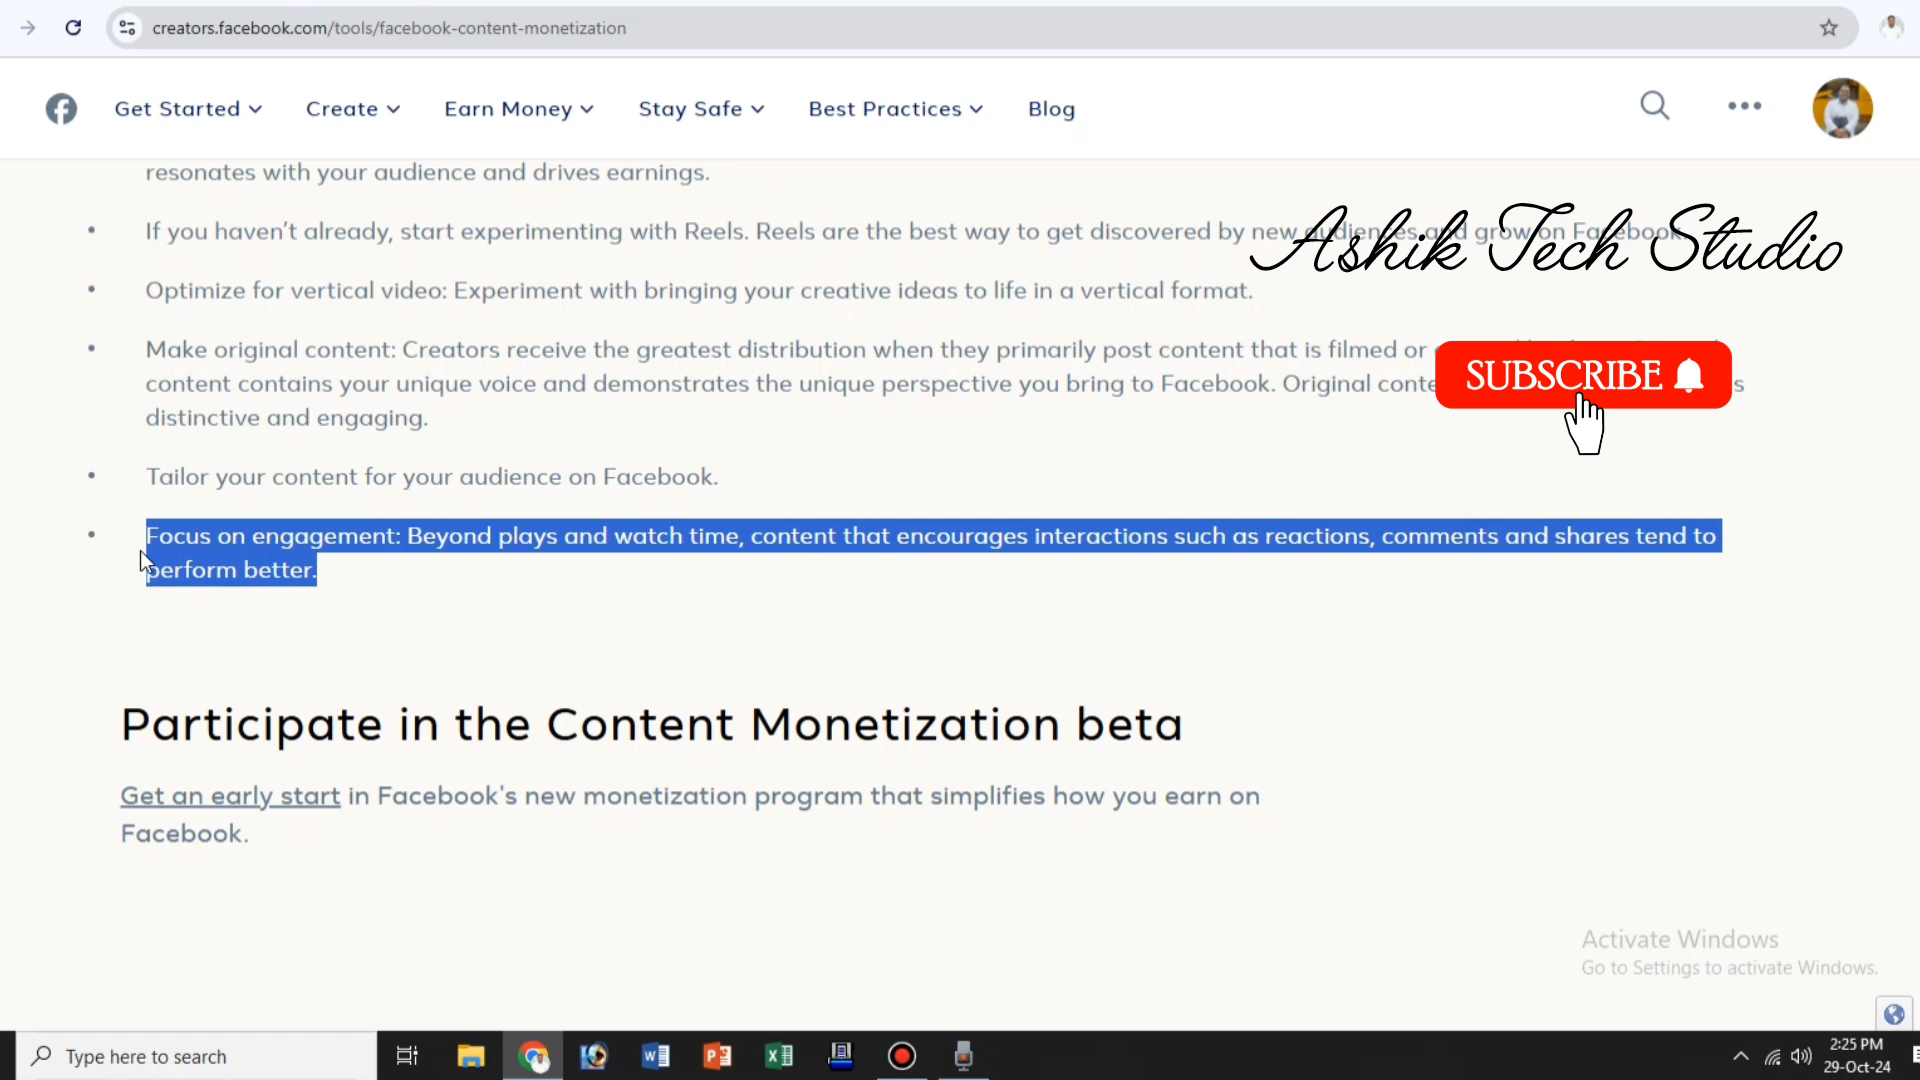 creators.facebook.com/tools/facebook-content-monetization
Get Started Create Earn Money Stay Safe Best Practices Blog
resonates with your audience and drives earnings.
• If you haven't already, start experimenting with Reels. Reels are the best way to get discovered by new audiences and grow on Facebook
Ashik Tech Studio
• Optimize for vertical video: Experiment with bringing your creative ideas to life in a vertical format.
• Make original content: Creators receive the greatest distribution when they primarily post content that is filmed or
content contains your unique voice and demonstrates the unique perspective you bring to Facebook. Original
distinctive and engaging.
SUBSCRIBE
• Tailor your content for your audience on Facebook.
• Focus on engagement: Beyond plays and watch time, content that encourages interactions such as reactions, comments and shares tend to
perform better.
Participate in the Content Monetization beta
Get an early start in Facebook's new monetization program that simplifies how you earn on
Facebook.
Activate Windows
Go to Settings to activate Windows.
Type here to search
2:25 PM
29-Oct-24